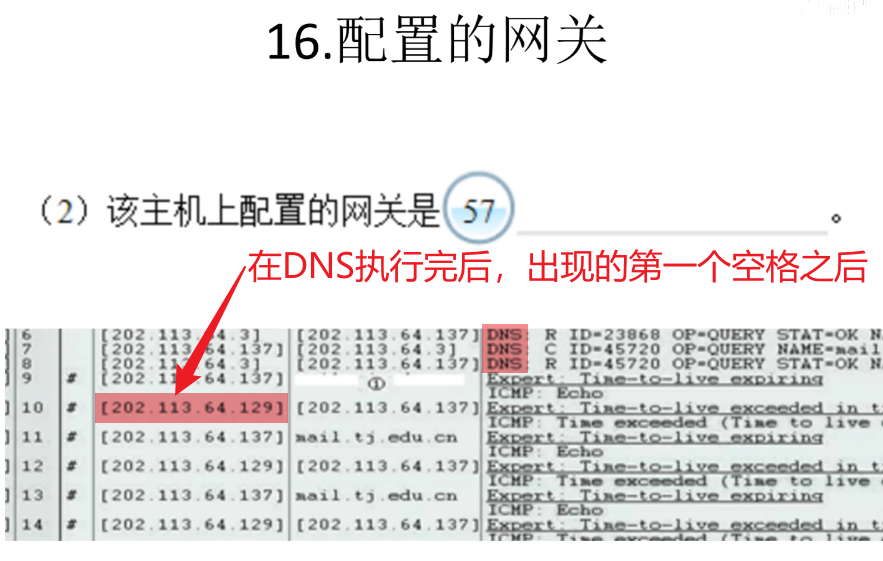 16.配置的网关
（2）该主机上配置的网关是 57 。
在DNS执行完后，出现的第一个空格之后
6 [202.113.64.3] [202.113.64.137] DNS: R ID=23868 OP=QUERY STAT=OK N
7 [202.113.64.137] [202.113.64.3] DNS: C ID=45720 OP=QUERY NAME=mail
8 [202.113.64.3] [202.113.64.137] DNS: R ID=45720 OP=QUERY STAT=OK N
9 # [202.113.64.137] ① Expert: Time-to-live expiring
ICMP: Echo
10 # [202.113.64.129] [202.113.64.137] Expert: Time-to-live exceeded in t
ICMP: Time exceeded (Time to live
11 # [202.113.64.137] mail.tj.edu.cn Expert: Time-to-live expiring
ICMP: Echo
12 # [202.113.64.129] [202.113.64.137] Expert: Time-to-live exceeded in t
ICMP: Time exceeded (Time to live
13 # [202.113.64.137] mail.tj.edu.cn Expert: Time-to-live expiring
ICMP: Echo
14 # [202.113.64.129] [202.113.64.137] Expert: Time-to-live exceeded in t
ICMP: Time exceeded (Time to live